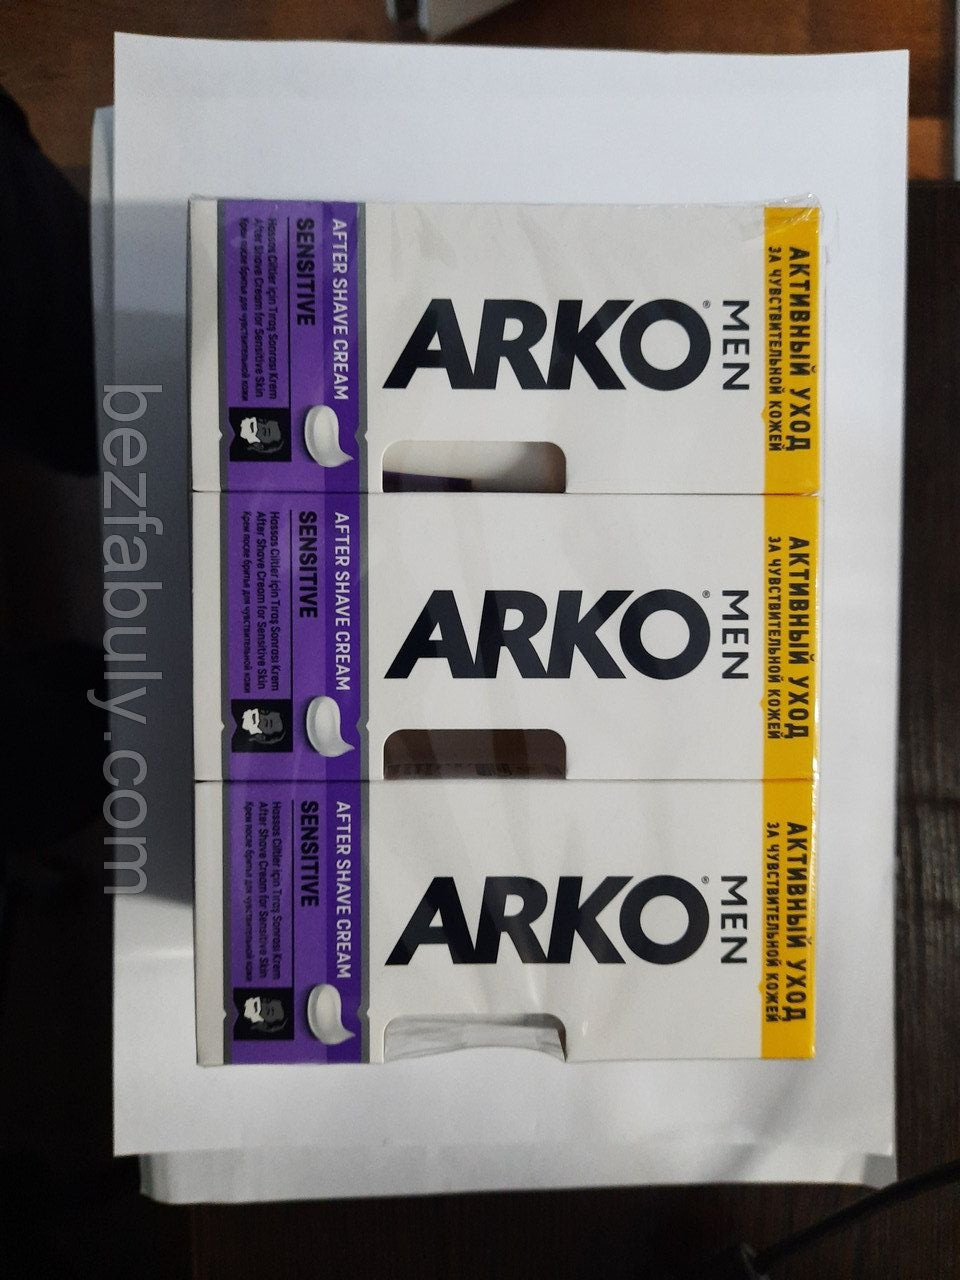 АКТИВНЫЙ УХОД
ЗА ЧУВСТВИТЕЛЬНОЙ КОЖЕЙ
ARKO® MEN
AFTER SHAVE CREAM
SENSITIVE
Hassas Ciltler için Tıraş Sonrası Krem
After Shave Cream for Sensitive Skin
Крем после бритья для чувствительной кожи
АКТИВНЫЙ УХОД
ЗА ЧУВСТВИТЕЛЬНОЙ КОЖЕЙ
ARKO® MEN
AFTER SHAVE CREAM
SENSITIVE
Hassas Ciltler için Tıraş Sonrası Krem
After Shave Cream for Sensitive Skin
Крем после бритья для чувствительной кожи
АКТИВНЫЙ УХОД
ЗА ЧУВСТВИТЕЛЬНОЙ КОЖЕЙ
ARKO® MEN
AFTER SHAVE CREAM
SENSITIVE
Hassas Ciltler için Tıraş Sonrası Krem
After Shave Cream for Sensitive Skin
Крем после бритья для чувствительной кожи
bezfabuly.com